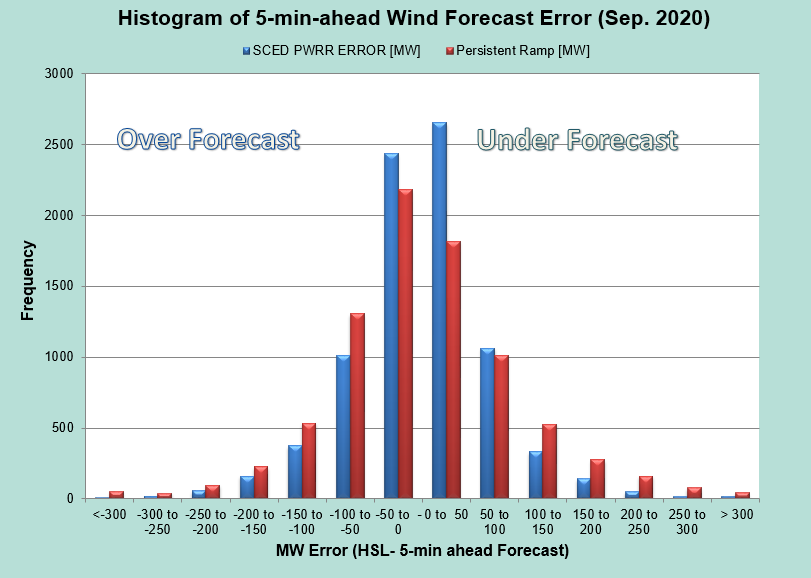 Histogram of 5-min-ahead Wind Forecast Error (Sep. 2020)
SCED PWRR ERROR [MW] Persistent Ramp [MW]
3000
Over Forecast Under Forecast
2500
2000
1500
1000
500
0
Frequency
<-300 -300 to -250 to -200 to -150 to -100 to -50 to - 0 to 50 50 to 100 to 150 to 200 to 250 to > 300
-250 -200 -150 -100 -50 0 100 150 200 250 300
MW Error (HSL- 5-min ahead Forecast)